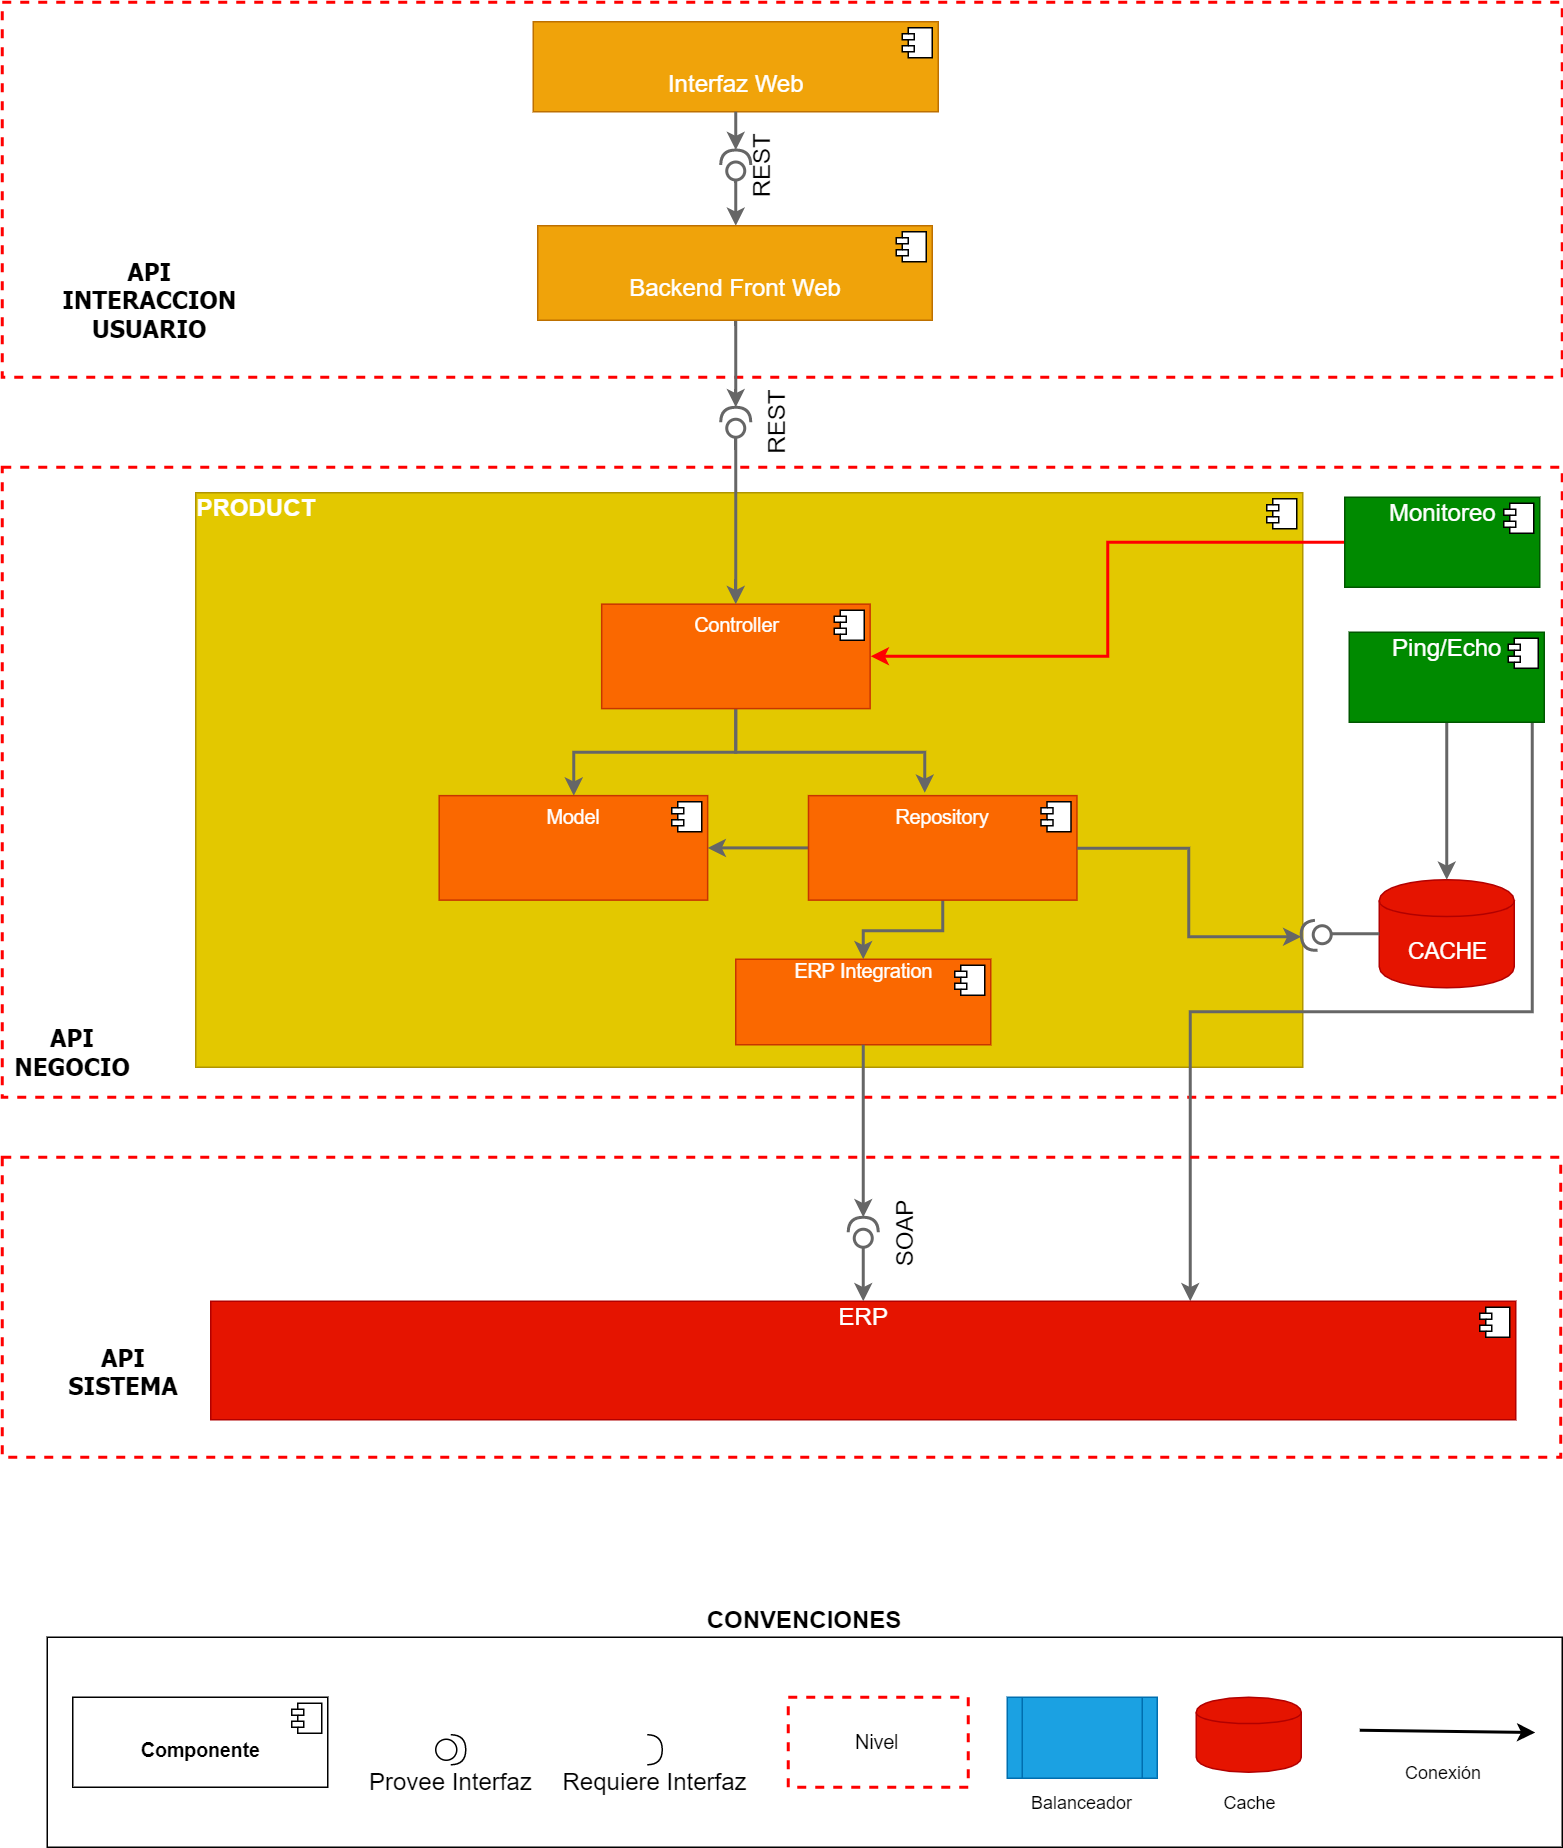 Interfaz Web
REST
Backend Front Web
API
INTERACCION
USUARIO
REST
PRODUCT
Monitoreo
Controller
Ping/Echo
Model
Repository
CACHE
ERP Integration
API
NEGOCIO
SOAP
ERP
API
SISTEMA
CONVENCIONES
Componente
Provee Interfaz
Requiere Interfaz
Nivel
Balanceador
Cache
Conexión